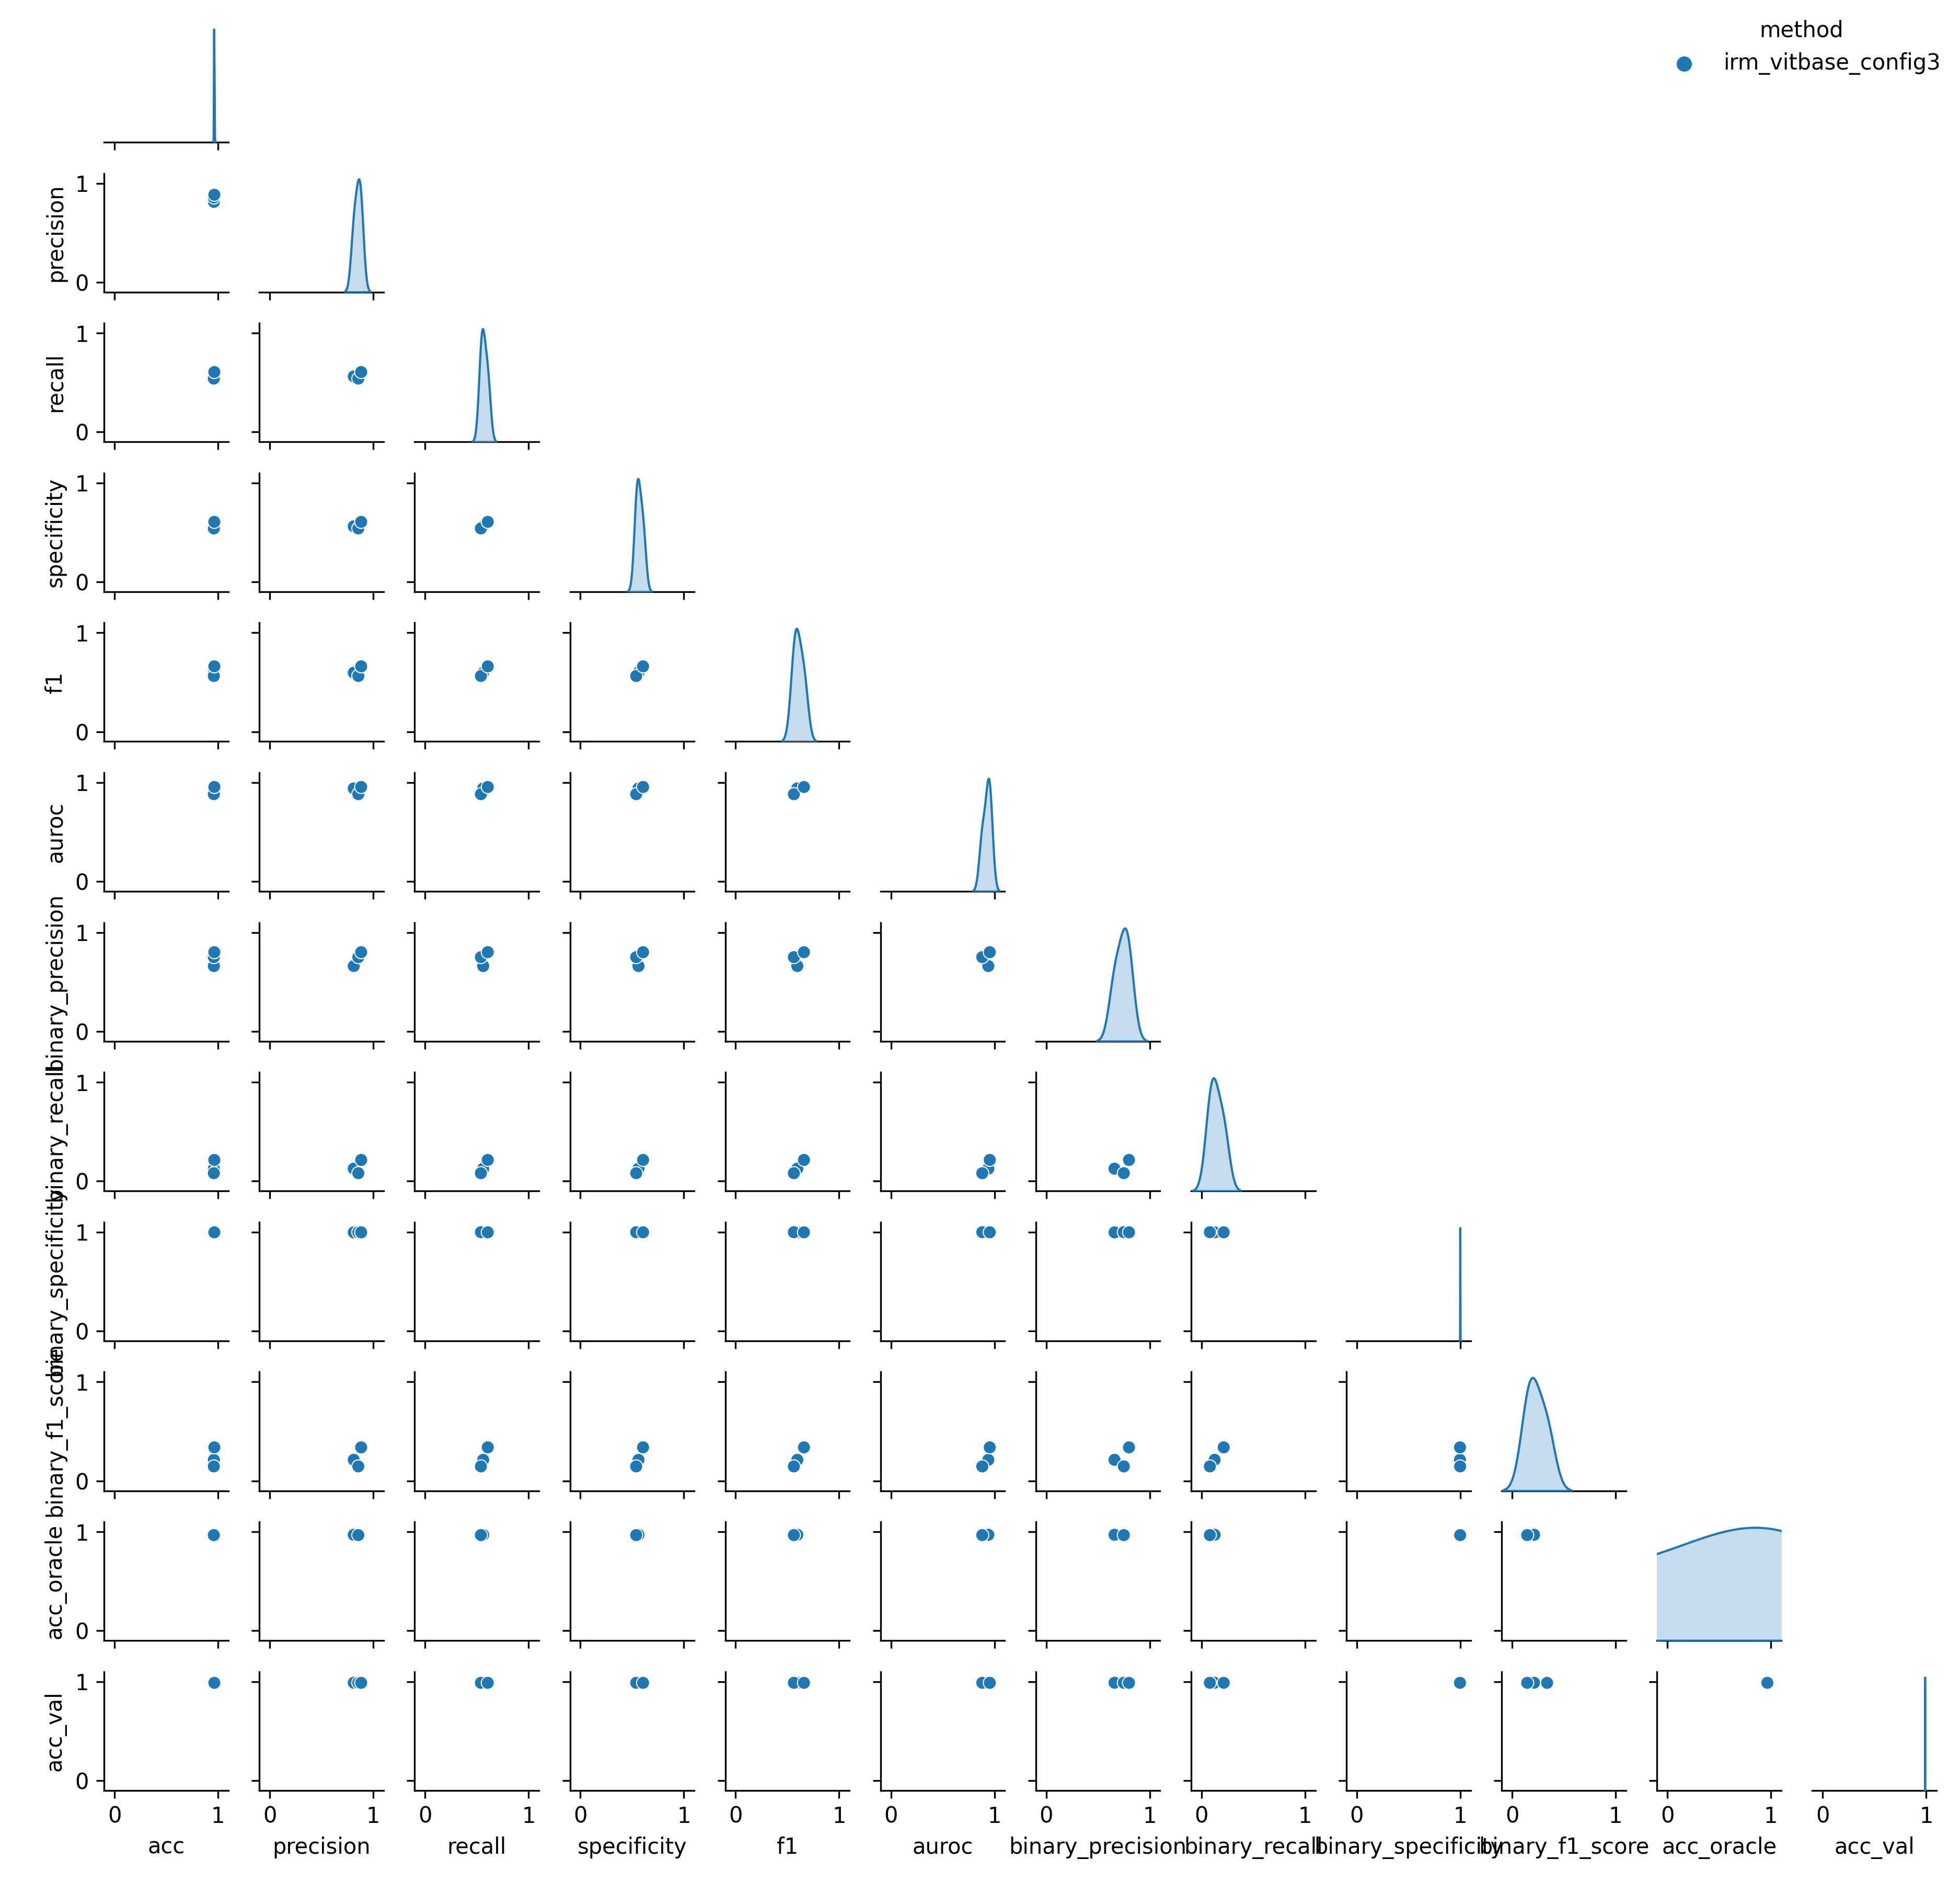 method
irm_vitbase_config3
1
precision
0
1
recall
0
1
specificity
0
1
f1
0
1
auroc
0
1
binary_precision
0
1
binary_recall
0
1
binary_specificity
0
1
binary_f1_score
0
1
acc_oracle
0
1
acc_val
0
0 1 0 1 0 1 0 1 0 1 0 1 0 1 0 1 0 1 0 1 0 1 0 1
acc precision recall specificity f1 auroc binary_precision binary_recall binary_specificity binary_f1_score acc_oracle acc_val